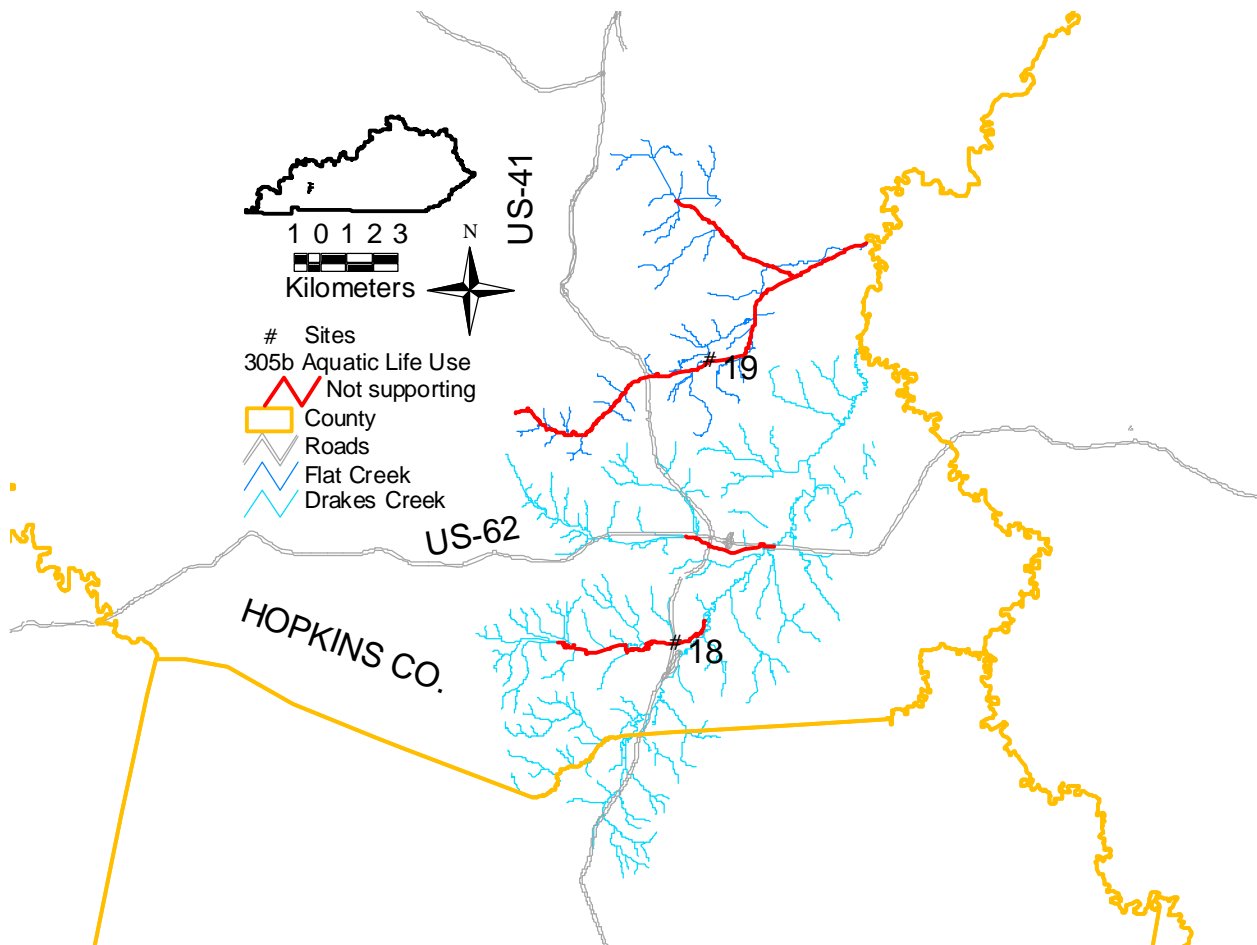 US-41
1 0 1 2 3
Kilometers
N
# Sites
305b Aquatic Life Use
Not supporting
County
Roads
Flat Creek
Drakes Creek
# 19
US-62
HOPKINS CO.
# 18